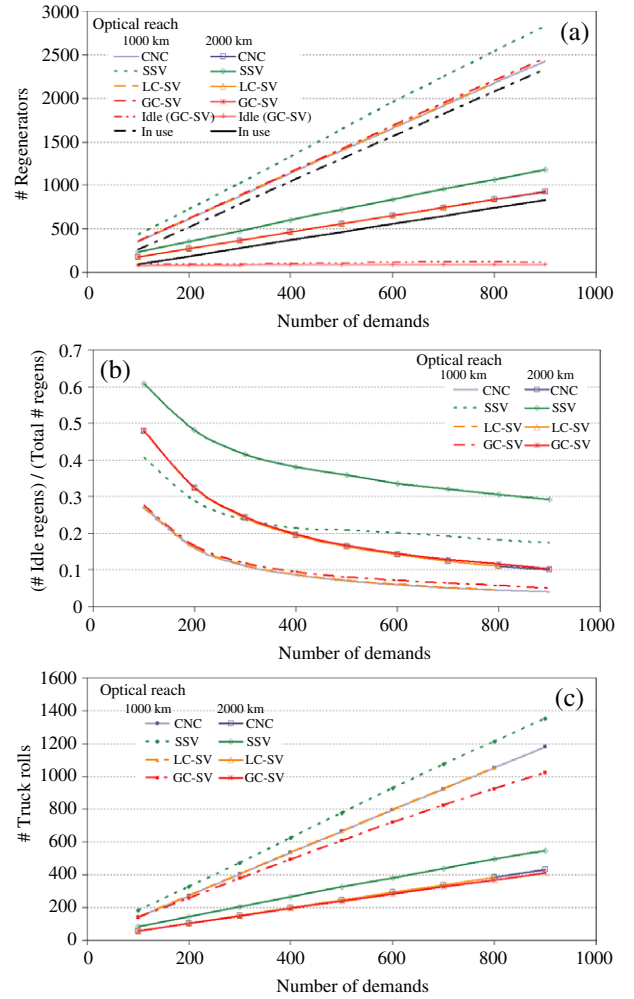 3000
2500
2000
1500
1000
500
0
# Regenerators
Optical reach
1000 km 2000 km
CNC CNC
SSV SSV
LC-SV LC-SV
GC-SV GC-SV
Idle (GC-SV) Idle (GC-SV)
In use In use
(a)
0 200 400 600 800 1000
Number of demands
0.7
0.6
0.5
0.4
0.3
0.2
0.1
0
(# Idle regens) / (Total # regens)
(b)
Optical reach
1000 km 2000 km
CNC CNC
SSV SSV
LC-SV LC-SV
GC-SV GC-SV
0 200 400 600 800 1000
Number of demands
1600
1400
1200
1000
800
600
400
200
0
# Truck rolls
Optical reach
1000 km 2000 km
CNC CNC
SSV SSV
LC-SV LC-SV
GC-SV GC-SV
(c)
0 200 400 600 800 1000
Number of demands